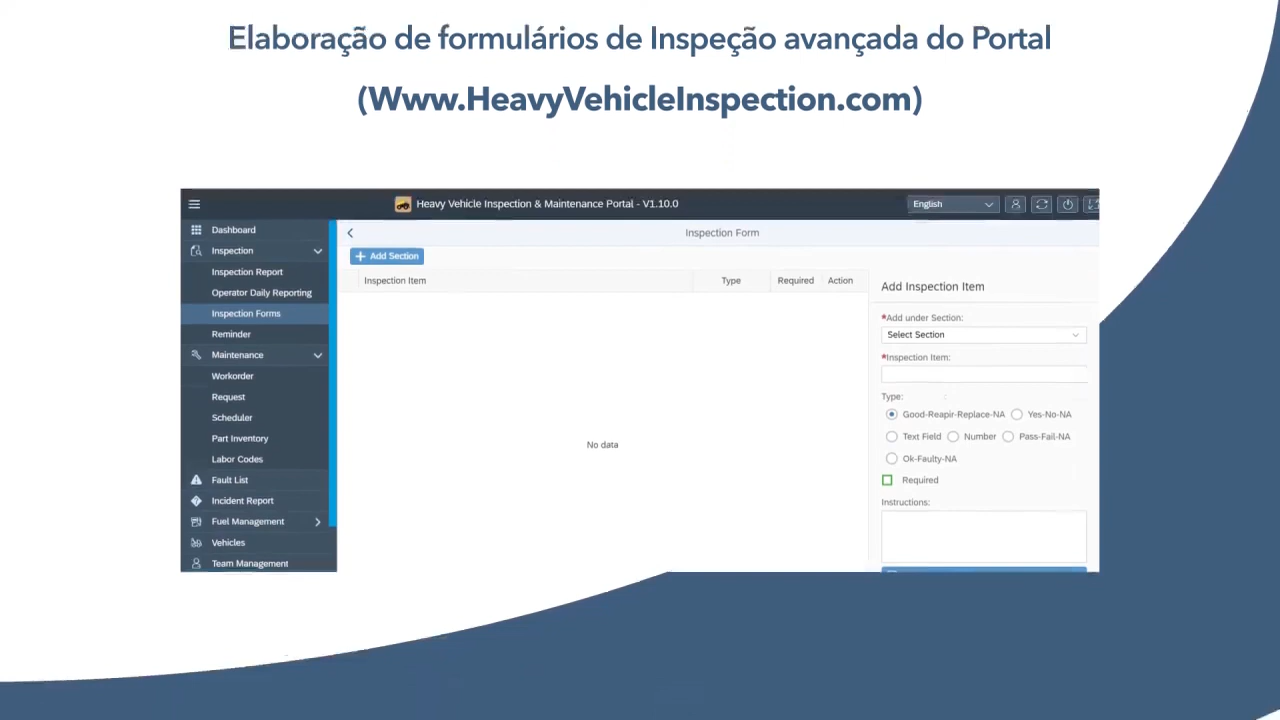 Elaboração de formulários de Inspeção avançada do Portal
(Www.HeavyVehicleInspection.com)
Heavy Vehicle Inspection & Maintenance Portal - V1.10.0
English
Dashboard
Inspection
Inspection Report
Operator Daily Reporting
Inspection Forms
Reminder
Maintenance
Workorder
Request
Scheduler
Part Inventory
Labor Codes
Fault List
Incident Report
Fuel Management
Vehicles
Team Management
Inspection Form
Add Section
Inspection Item Type Required Action
No data
Add Inspection Item
*Add under Section:
Select Section
*Inspection Item:
Type: :
Good-Reapir-Replace-NA Yes-No-NA
Text Field Number Pass-Fail-NA
Ok-Faulty-NA
Required
Instructions: